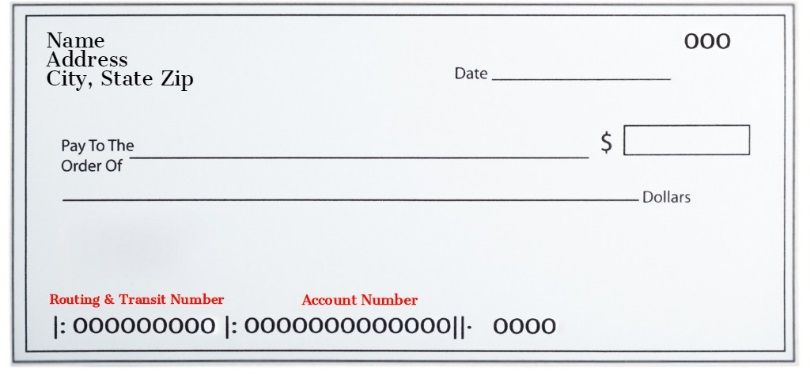 Name
Address
City, State Zip
000
Date
Pay To The
Order Of
$
Dollars
Routing & Transit Number
Account Number
|: 000000000 |: 0000000000000||· 0000